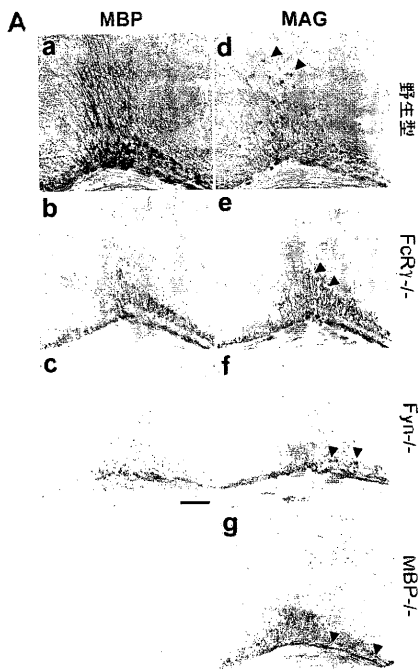 A
MBP MAG
a d
野生型
b e
FcRγ-/-
c f
Fyn-/-
g
MBP-/-